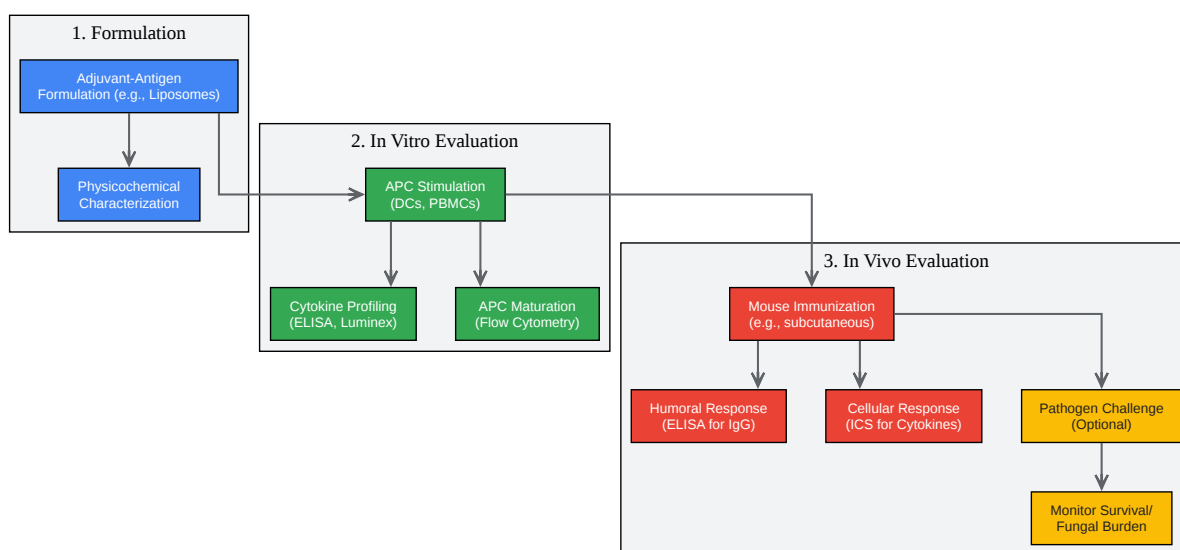 1. Formulation
Adjuvant-Antigen
Formulation (e.g., Liposomes)
Physicochemical
Characterization
2. In Vitro Evaluation
APC Stimulation
(DCs, PBMCs)
Cytokine Profiling
(ELISA, Luminex)
APC Maturation
(Flow Cytometry)
3. In Vivo Evaluation
Mouse Immunization
(e.g., subcutaneous)
Humoral Response
(ELISA for IgG)
Cellular Response
(ICS for Cytokines)
Pathogen Challenge
(Optional)
Monitor Survival/
Fungal Burden